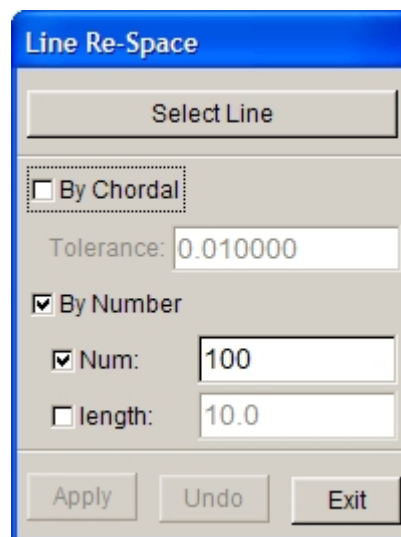 Line Re-Space
Select Line
By Chordal
Tolerance: 0.010000
By Number
Num: 100
length: 10.0
Apply Undo Exit